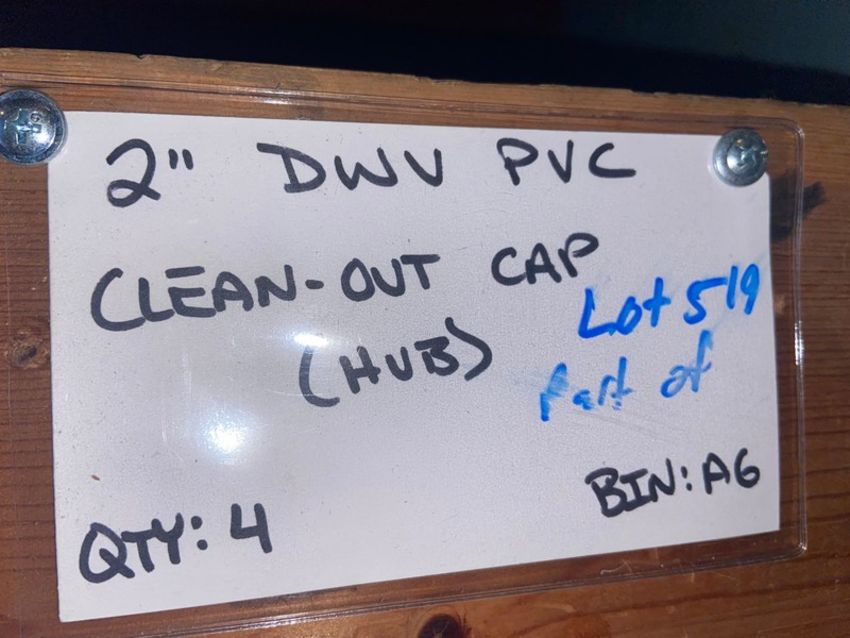 2" DWV PVC
CLEAN-OUT CAP
(HUB)
Lot 519
Part of
QTY: 4
BIN: A6